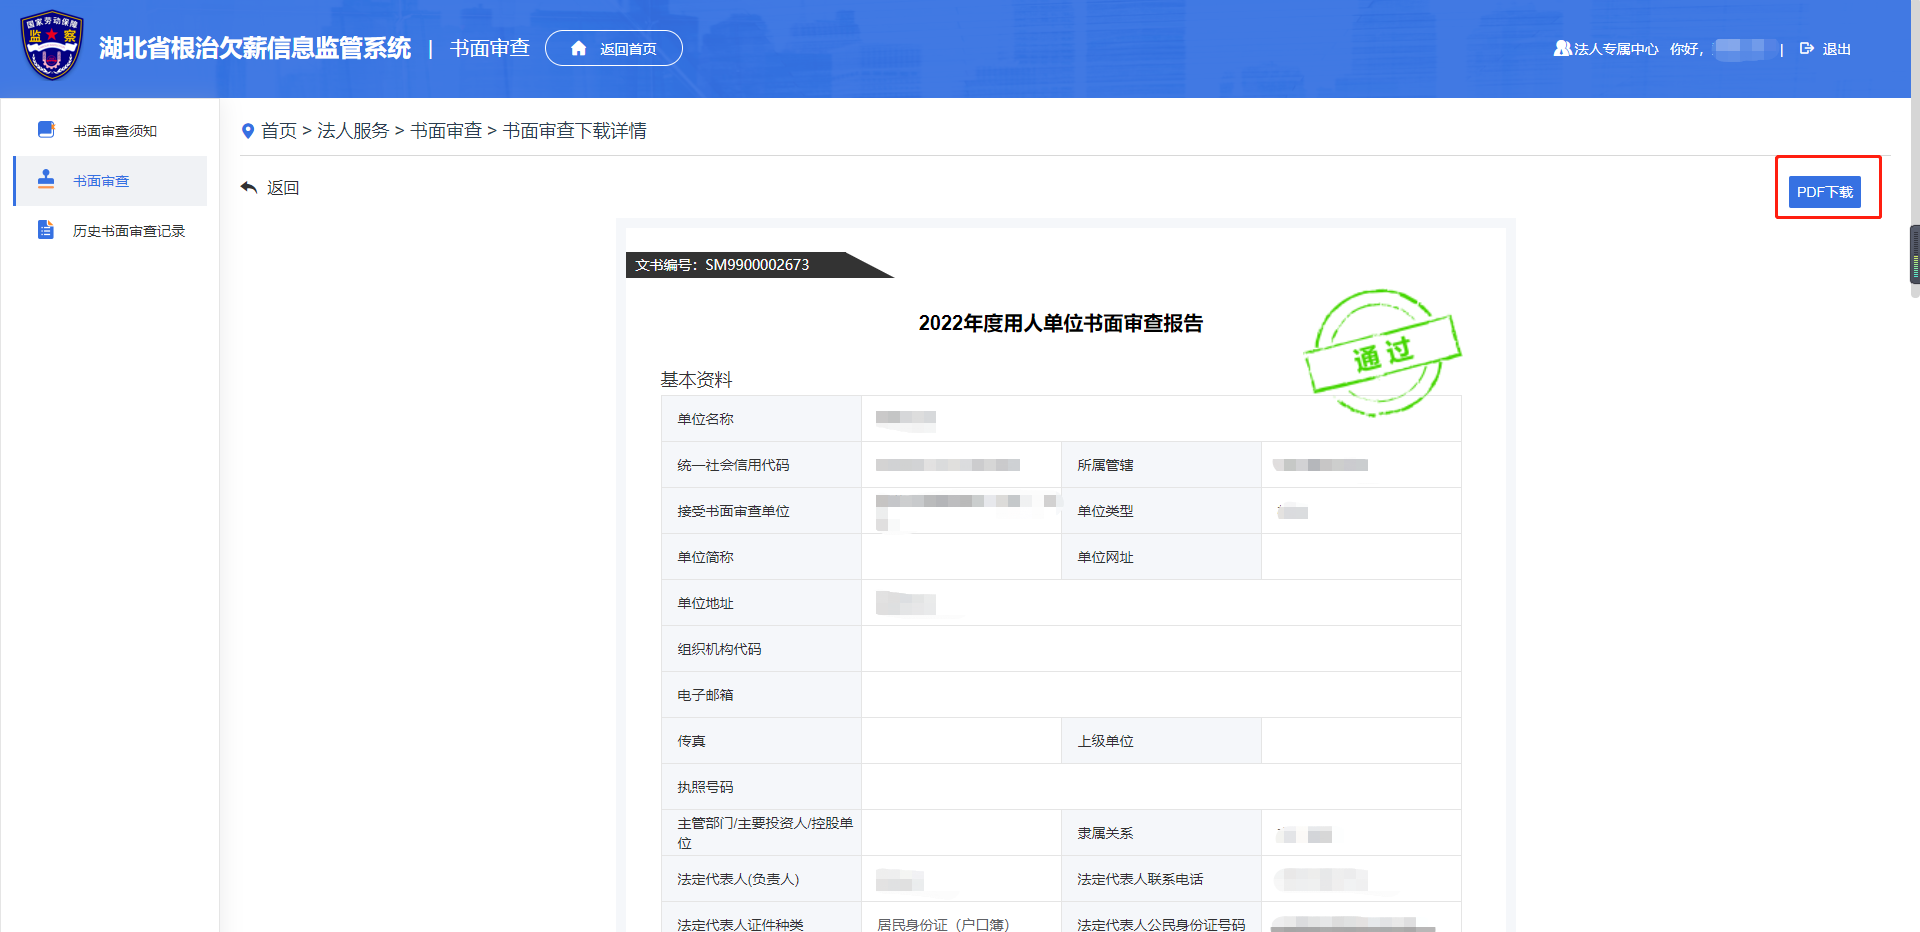 国家劳动保障
监 察
湖北省根治欠薪信息监管系统 | 书面审查 返回首页
法人专属中心 你好， | 退出
书面审查须知
书面审查
历史书面审查记录
首页 > 法人服务 > 书面审查 > 书面审查下载详情
返回
PDF下载
文书编号：SM9900002673
2022年度用人单位书面审查报告
通过
基本资料
单位名称
统一社会信用代码 所属管辖
接受书面审查单位 单位类型
单位简称 单位网址
单位地址
组织机构代码
电子邮箱
传真 上级单位
执照号码
主管部门/主要投资人/控股单
位
隶属关系
法定代表人(负责人) 法定代表人联系电话
法定代表人证件种类 居民身份证（户口簿） 法定代表人公民身份证号码